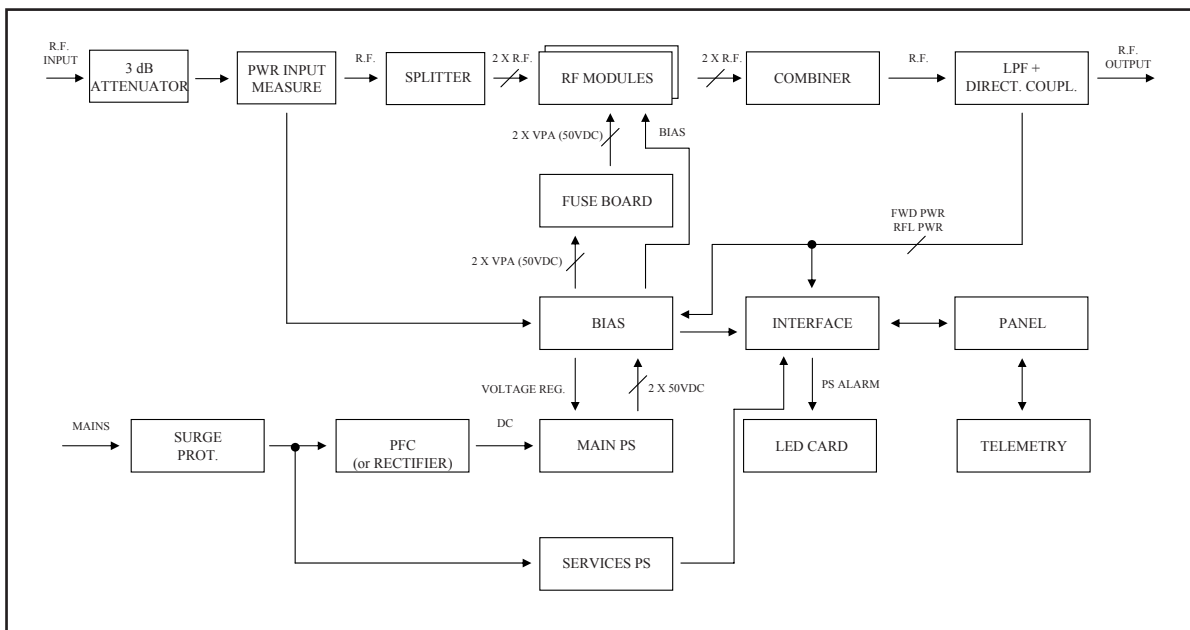 R.F.
INPUT
3 dB
ATTENUATOR
PWR INPUT
MEASURE
R.F.
SPLITTER
2 X R.F.
RF MODULES
2 X R.F.
COMBINER
R.F.
LPF +
DIRECT. COUPL.
R.F.
OUTPUT
2 X VPA (50VDC)
BIAS
FUSE BOARD
FWD PWR
RFL PWR
2 X VPA (50VDC)
BIAS
INTERFACE
PANEL
VOLTAGE REG.
2 X 50VDC
PS ALARM
MAINS
SURGE
PROT.
PFC
(or RECTIFIER)
DC
MAIN PS
LED CARD
TELEMETRY
SERVICES PS